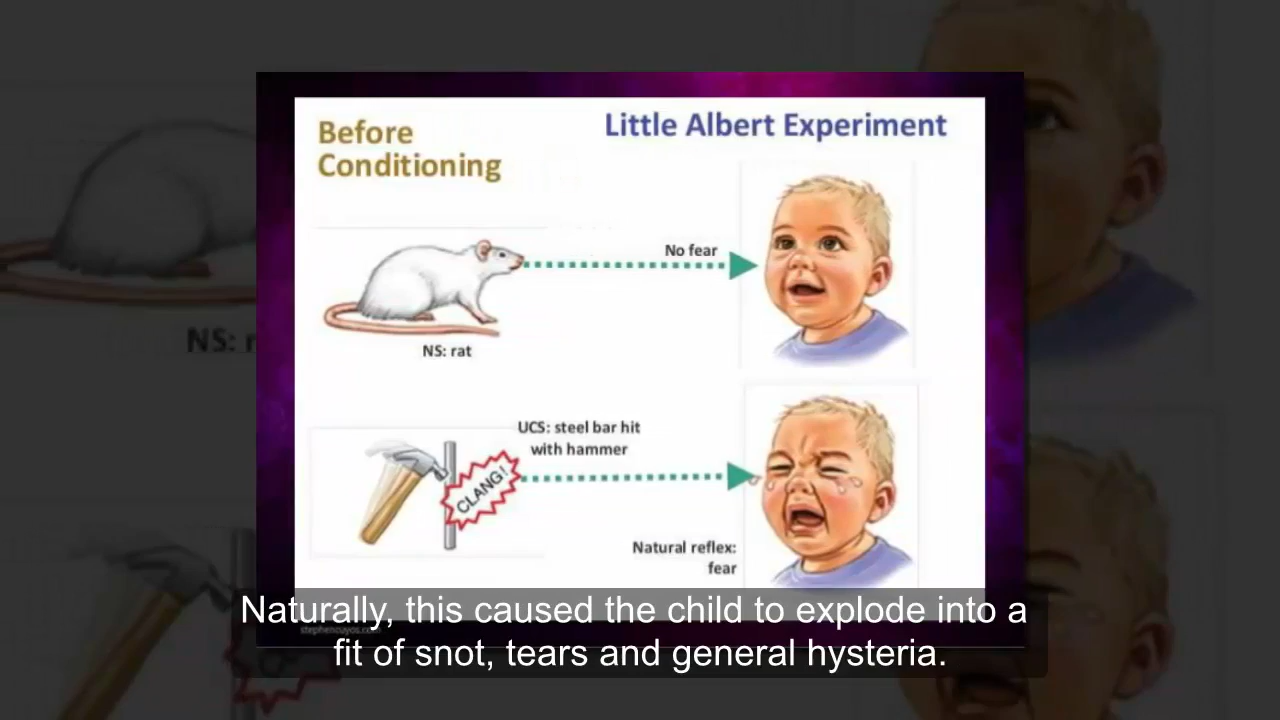 Before
Conditioning
Little Albert Experiment
No fear
NS: rat
UCS: steel bar hit
with hammer
CLANG!
Natural reflex:
fear
Naturally, this caused the child to explode into a
fit of snot, tears and general hysteria.